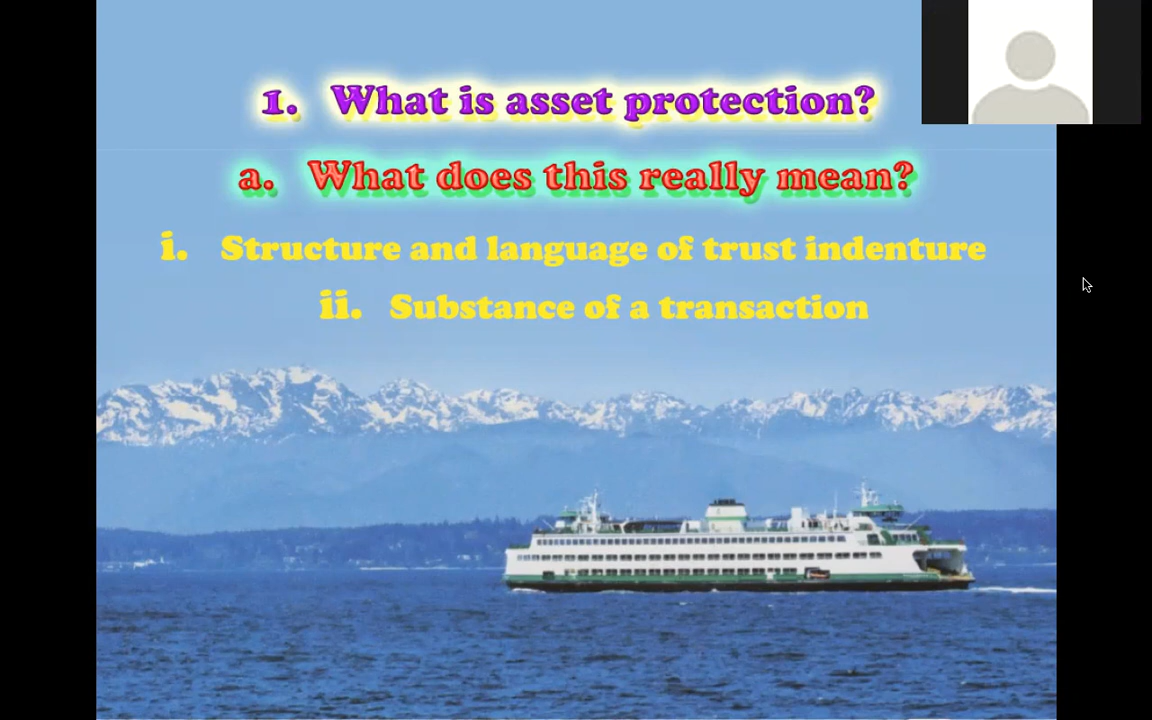 1. What is asset protection?
a. What does this really mean?
i. Structure and language of trust indenture
ii. Substance of a transaction